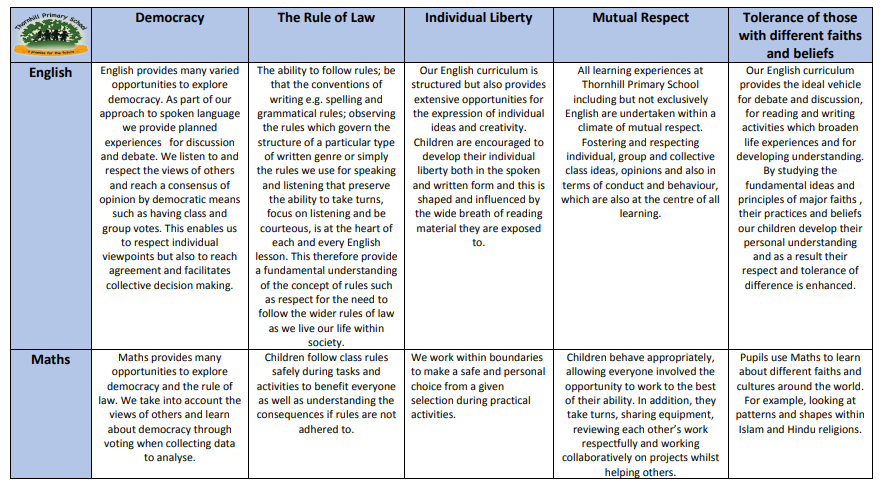 Thornhill Primary School
Democracy
The Rule of Law
Individual Liberty
Mutual Respect
Tolerance of those
with different faiths
and beliefs
English
English provides many varied
opportunities to explore
democracy. As part of our
approach to spoken language
we provide planned
experiences for discussion
and debate. We listen to and
respect the views of others
and reach a consensus of
opinion by democratic means
such as having class and
group votes. This enables us
to respect individual
viewpoints but also to reach
agreement and facilitates
collective decision making.
The ability to follow rules; be
that the conventions of
writing e.g. spelling and
grammatical rules; observing
the rules which govern the
structure of a particular type
of written genre or simply
the rules we use for speaking
and listening that preserve
the ability to take turns,
focus on listening and be
courteous, is at the heart of
each and every English
lesson. This therefore provide
a fundamental understanding
of the concept of rules such
as respect for the need to
follow the wider rules of law
as we live our life within
society.
Our English curriculum is
structured but also provides
extensive opportunities for
the expression of individual
ideas and creativity.
Children are encouraged to
develop their individual
liberty both in the spoken
and written form and this is
shaped and influenced by
the wide breath of reading
material they are exposed
to.
All learning experiences at
Thornhill Primary School
including but not exclusively
English are undertaken within a
climate of mutual respect.
Fostering and respecting
individual, group and collective
class ideas, opinions and also in
terms of conduct and behaviour,
which are also at the centre of all
learning.
Our English curriculum
provides the ideal vehicle
for debate and discussion,
for reading and writing
activities which broaden
life experiences and for
developing understanding.
By studying the
fundamental ideas and
principles of major faiths ,
their practices and beliefs
our children develop their
personal understanding
and as a result their
respect and tolerance of
difference is enhanced.
Maths
Maths provides many
opportunities to explore
democracy and the rule of
law. We take into account the
views of others and learn
about democracy through
voting when collecting data
to analyse.
Children follow class rules
safely during tasks and
activities to benefit everyone
as well as understanding the
consequences if rules are not
adhered to.
We work within boundaries
to make a safe and personal
choice from a given
selection during practical
activities.
Children behave appropriately,
allowing everyone involved the
opportunity to work to the best
of their ability. In addition, they
take turns, sharing equipment,
reviewing each other’s work
respectfully and working
collaboratively on projects whilst
helping others.
Pupils use Maths to learn
about different faiths and
cultures around the world.
For example, looking at
patterns and shapes within
Islam and Hindu religions.